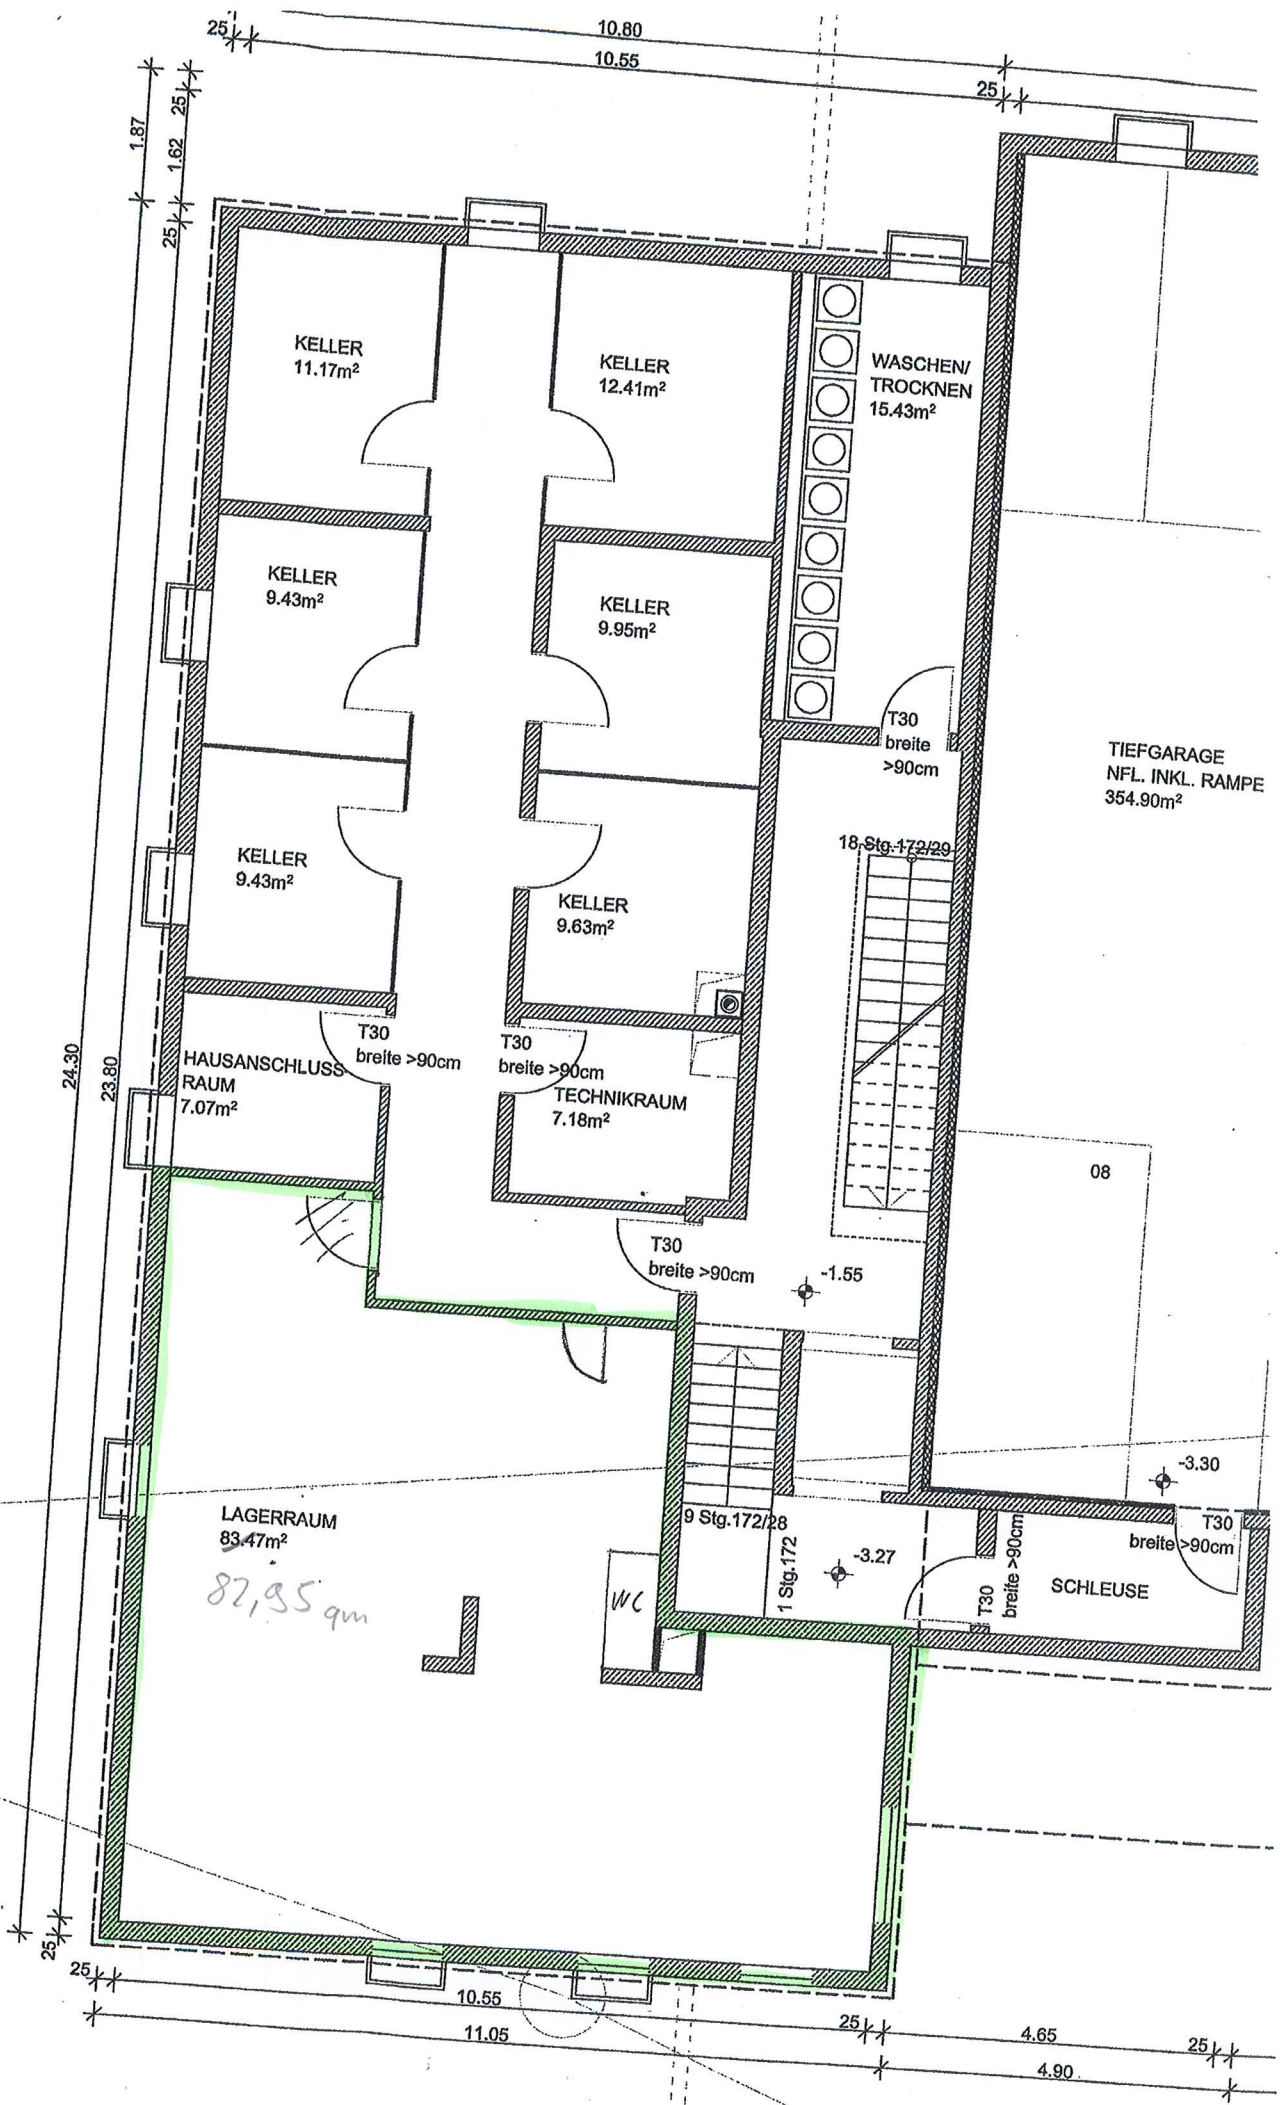 25
10.80
10.55
25
1.87
1.62
25
25
KELLER
11.17m²
KELLER
12.41m²
WASCHEN/
TROCKNEN
15.43m²
KELLER
9.43m²
KELLER
9.95m²
T30
breite
>90cm
TIEFGARAGE
NFL. INKL. RAMPE
354.90m²
18 Stg.172/29
KELLER
9.43m²
KELLER
9.63m²
24.30
23.80
HAUSANSCHLUSS-
RAUM
7.07m²
T30
breite >90cm
T30
breite >90cm
TECHNIKRAUM
7.18m²
08
T30
breite >90cm
-1.55
-3.30
LAGERRAUM
83.47m²
82,95 qm
WC
9 Stg.172/28
1 Stg.172
-3.27
T30
breite >90cm
SCHLEUSE
T30
breite >90cm
25
25
10.55
11.05
25
4.65
25
4.90